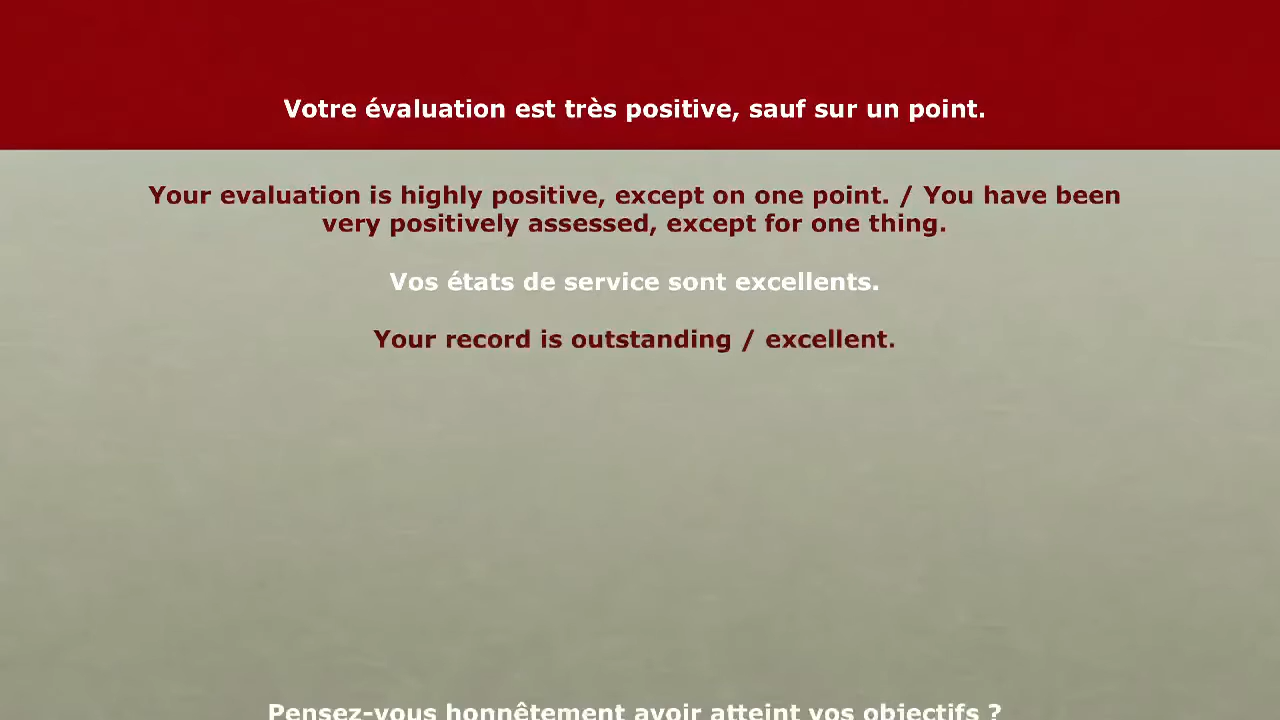 Votre évaluation est très positive, sauf sur un point.
Your evaluation is highly positive, except on one point. / You have been
very positively assessed, except for one thing.
Vos états de service sont excellents.
Your record is outstanding / excellent.
Pensez-vous honnêtement avoir atteint vos objectifs ?